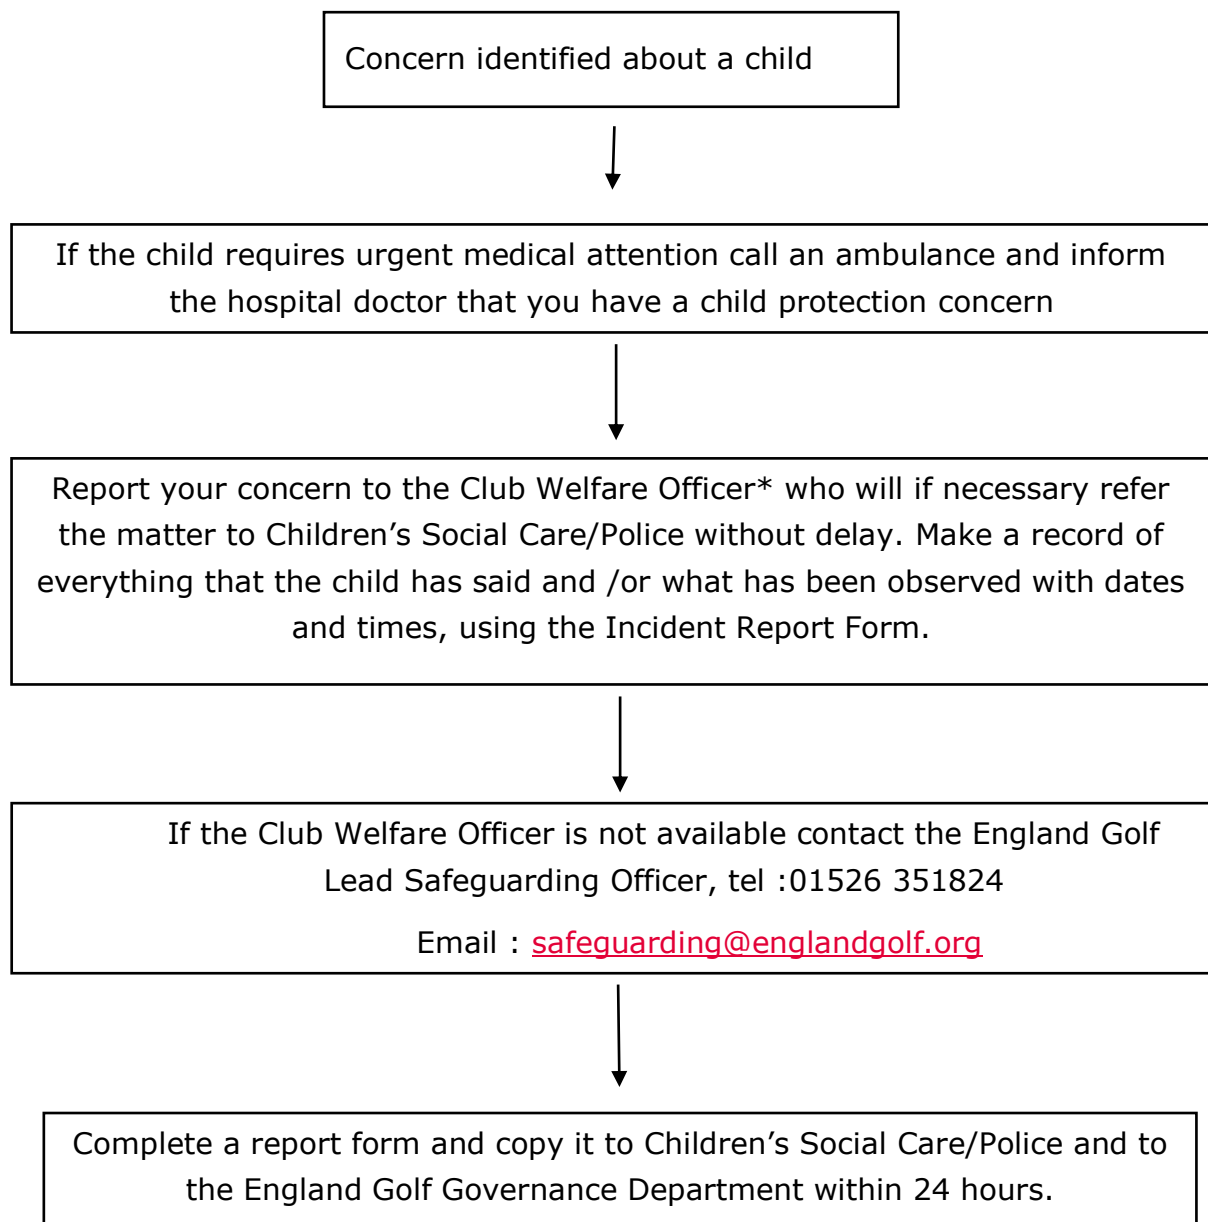 Concern identified about a child
If the child requires urgent medical attention call an ambulance and inform
the hospital doctor that you have a child protection concern
Report your concern to the Club Welfare Officer* who will if necessary refer
the matter to Children’s Social Care/Police without delay. Make a record of
everything that the child has said and /or what has been observed with dates
and times, using the Incident Report Form.
If the Club Welfare Officer is not available contact the England Golf
Lead Safeguarding Officer, tel :01526 351824
Email : safeguarding@englandgolf.org
Complete a report form and copy it to Children’s Social Care/Police and to
the England Golf Governance Department within 24 hours.